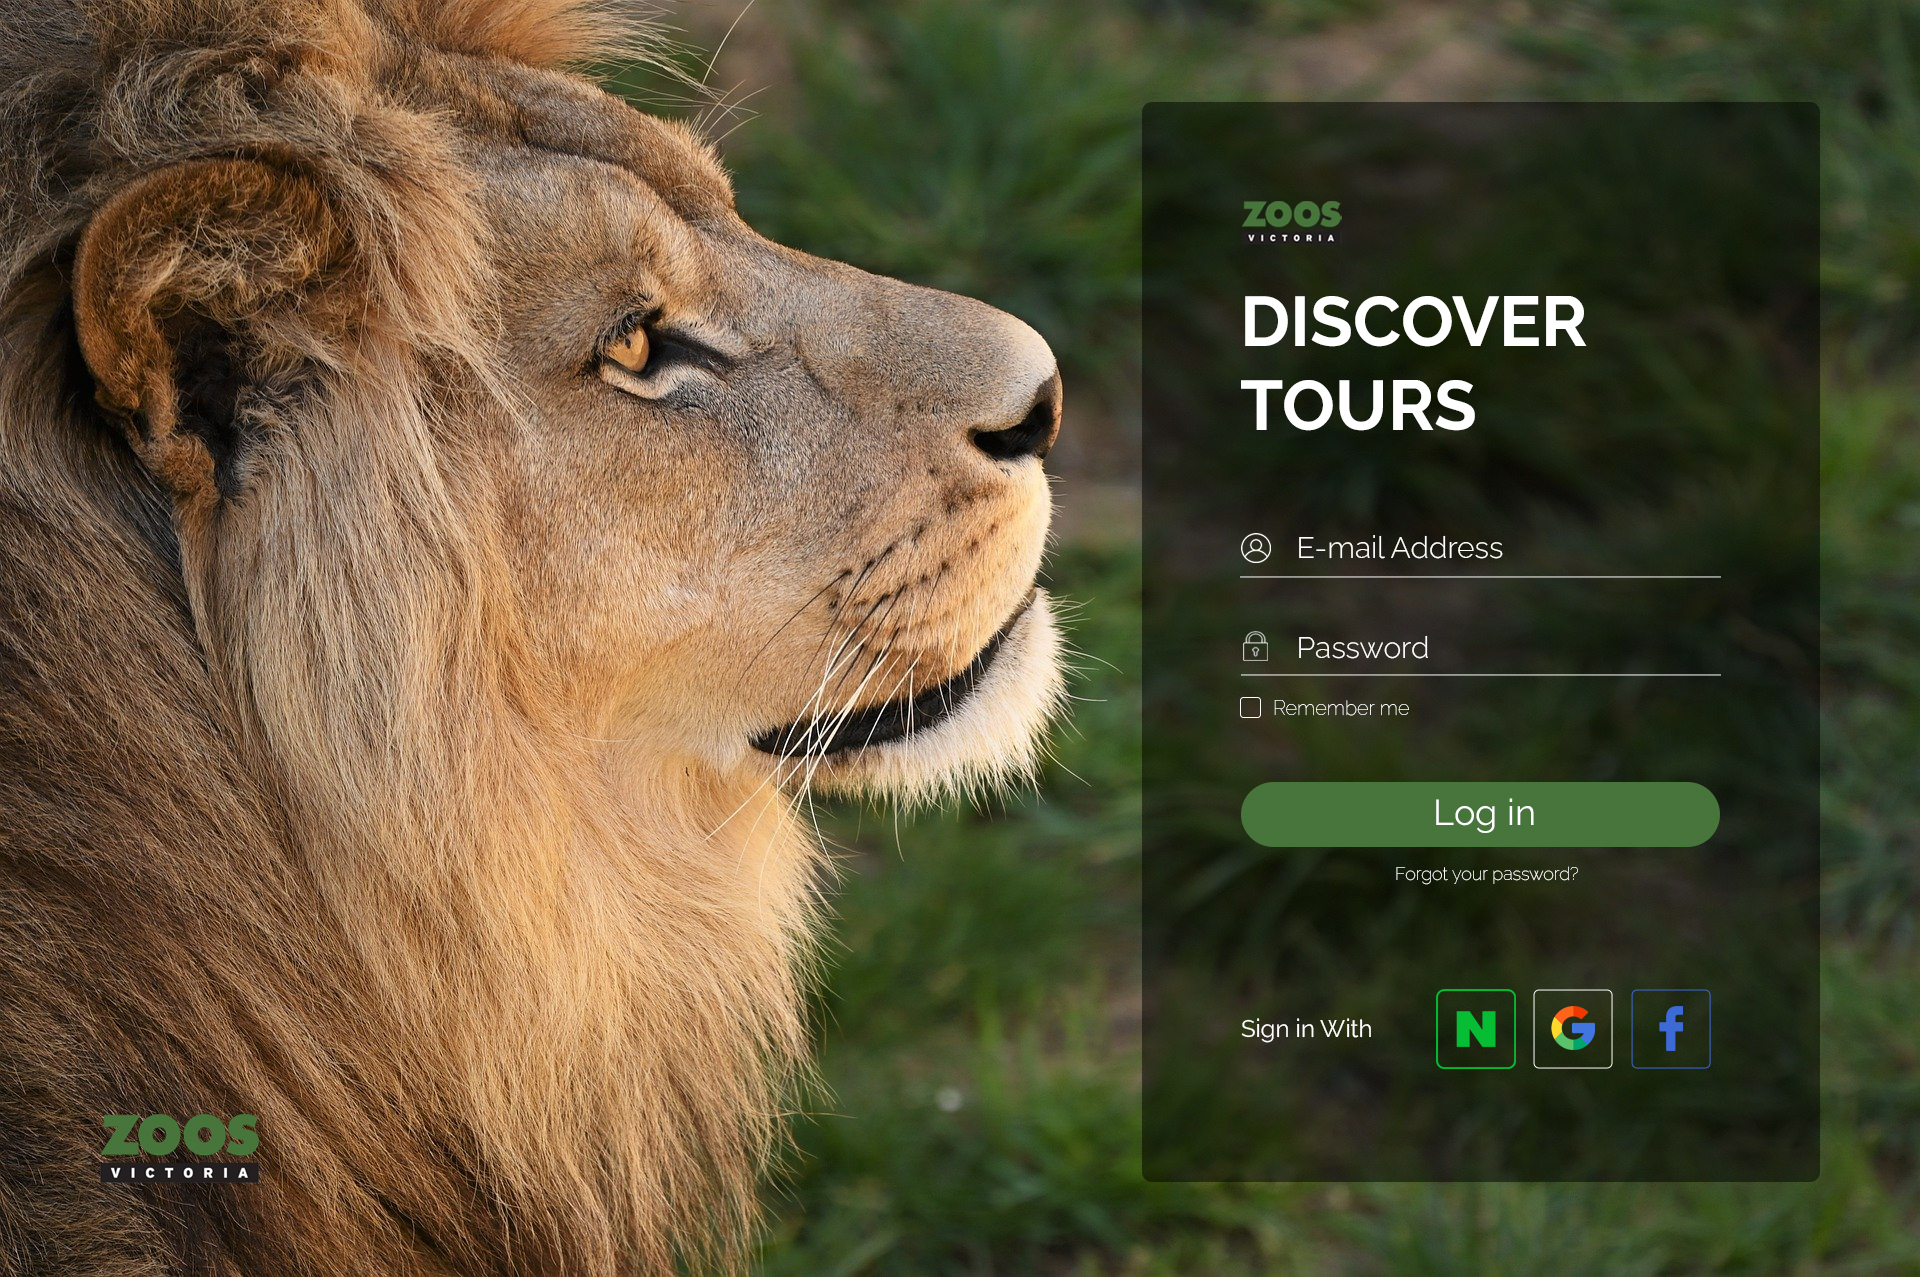 ZOOS
VICTORIA
DISCOVER
TOURS
E-mail Address
Password
Remember me
Log in
Forgot your password?
Sign in With
N
G
f
ZOOS
VICTORIA